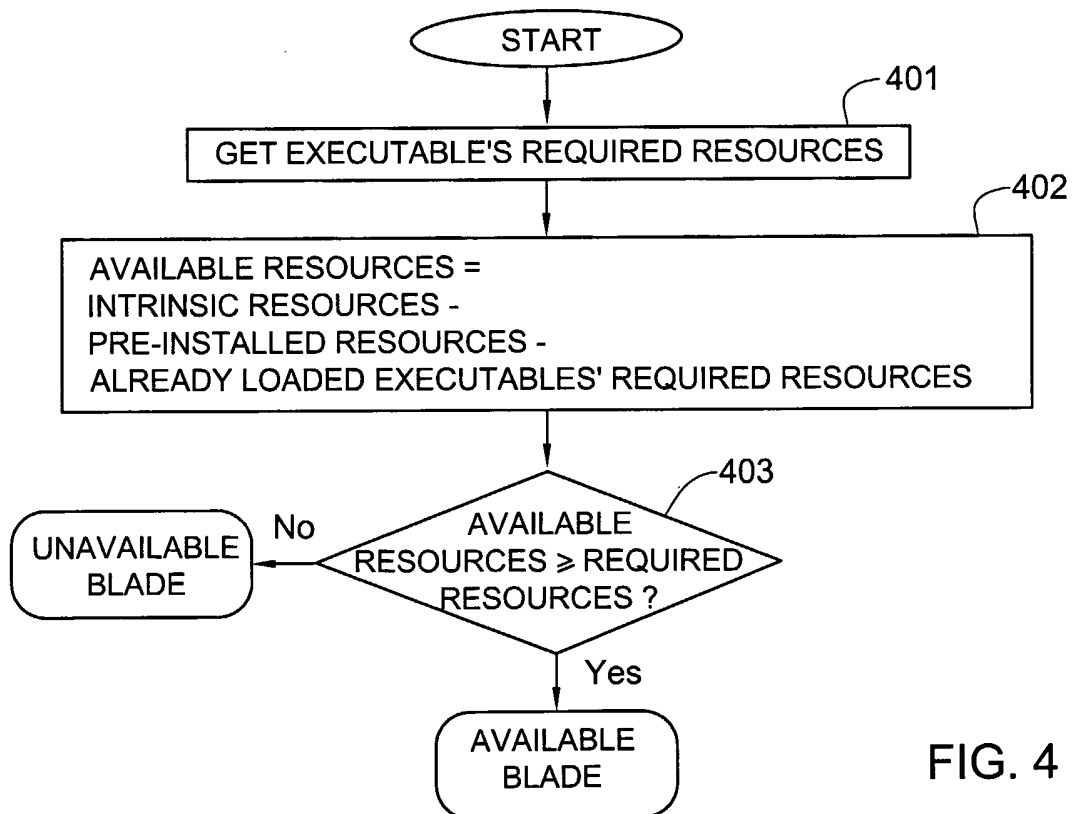 START
401
GET EXECUTABLE'S REQUIRED RESOURCES
402
AVAILABLE RESOURCES =
INTRINSIC RESOURCES -
PRE-INSTALLED RESOURCES -
ALREADY LOADED EXECUTABLES' REQUIRED RESOURCES
403
AVAILABLE
RESOURCES ⩾ REQUIRED
RESOURCES ?
No
UNAVAILABLE
BLADE
Yes
AVAILABLE
BLADE
FIG. 4